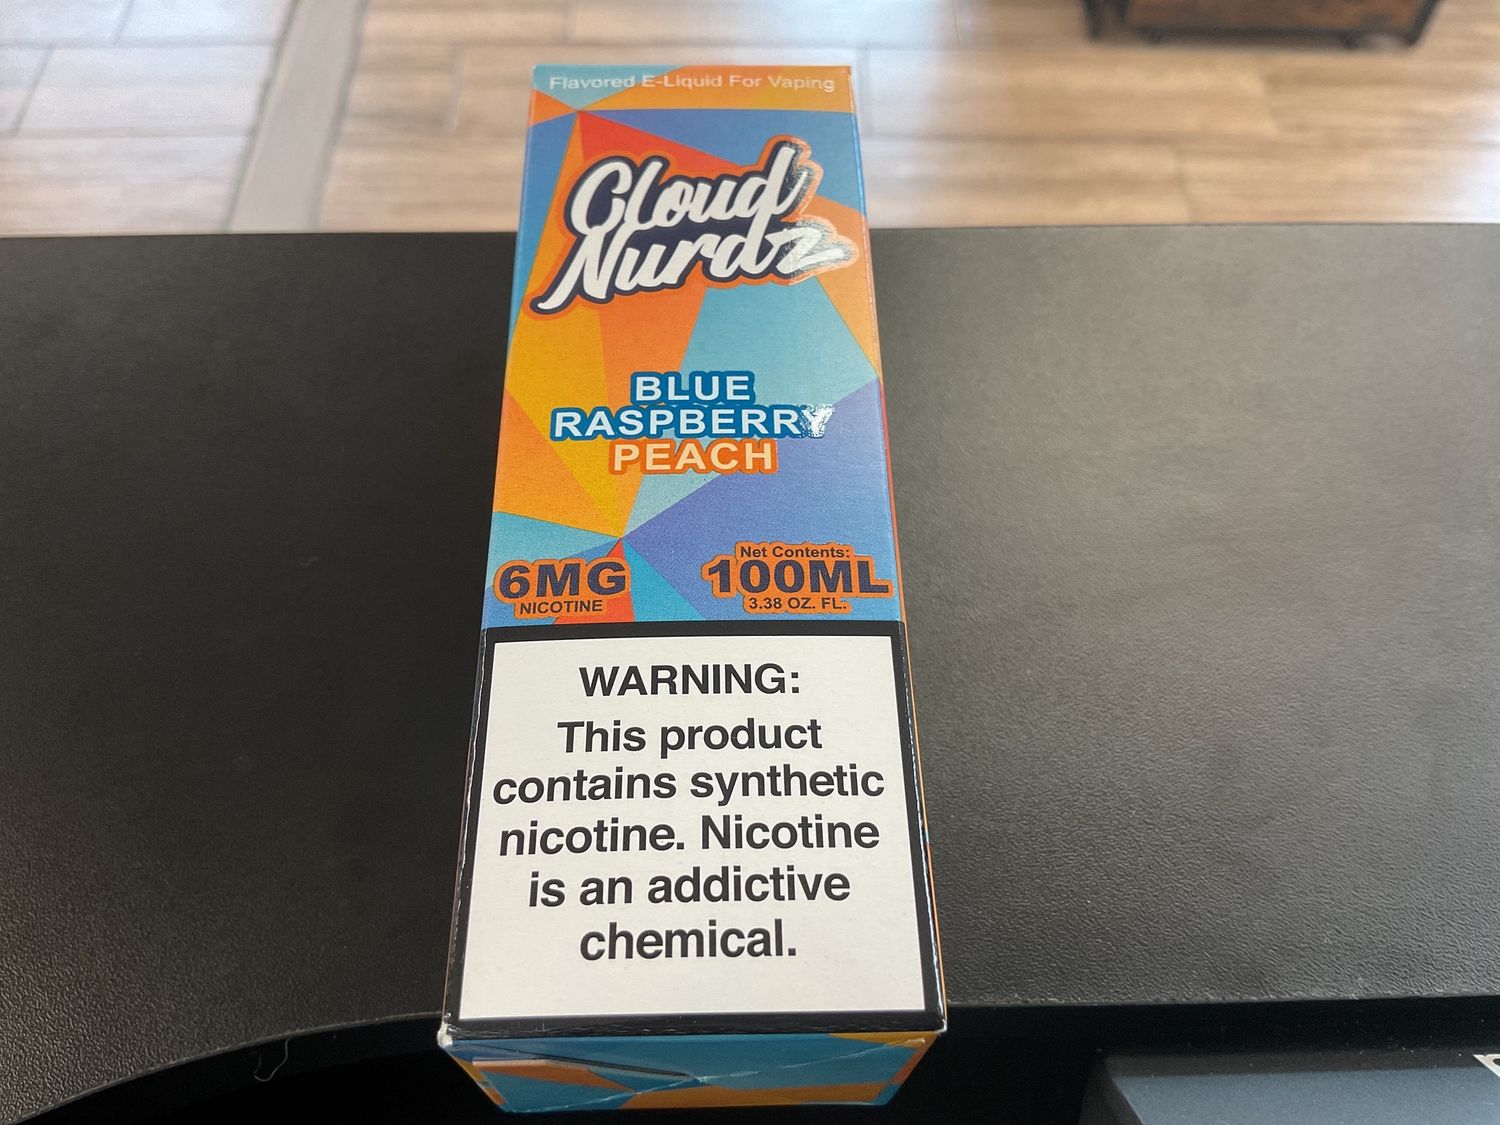 Flavored E-Liquid For Vaping
Cloud
Nurdz
BLUE
RASPBERRY
PEACH
6MG
NICOTINE
Net Contents:
100ML
3.38 OZ. FL.
WARNING:
This product
contains synthetic
nicotine. Nicotine
is an addictive
chemical.